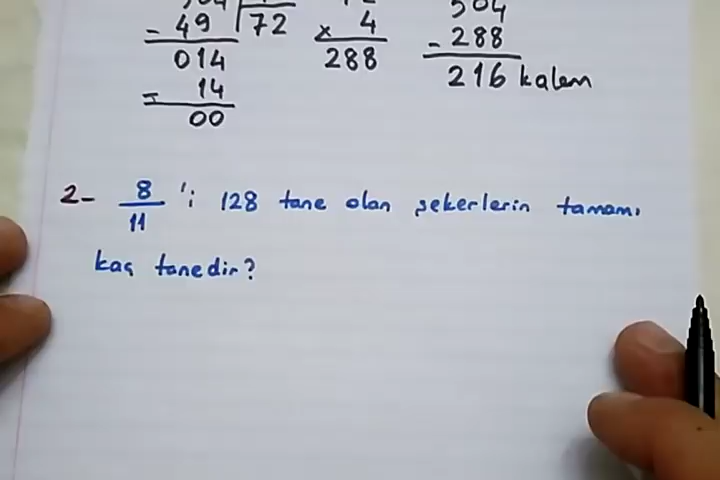 - 49 72 x 4 504
014 288 - 288
- 14 216 kalem
00
2- 8/11 'i 128 tane olan şekerlerin tamamı
kaç tanedir?